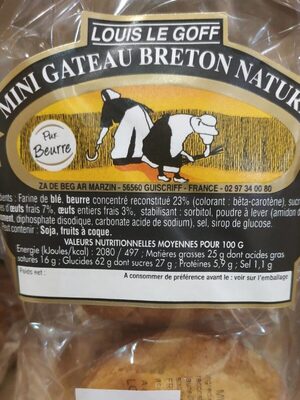 LOUIS LE GOFF
MINI GATEAU BRETON NATUR
Pur
Beurre
ZA DE BEG AR MARZIN - 56560 GUISCRIFF - FRANCE - 02 97 34 00 80
ents : Farine de blé, beurre concentré reconstitué 23% (colorant : bêta-carotène), sucre
es d'œufs frais 7%, œufs entiers frais 3%, stabilisant : sorbitol, poudre à lever (amidon de
ment, diphosphate disodique, carbonate acide de sodium), sel, sirop de glucose.
Peut contenir : Soja, fruits à coque.
VALEURS NUTRITIONNELLES MOYENNES POUR 100 G
Energie (kJoules/kcal) : 2080 / 497 ; Matières grasses 25 g dont acides gras
saturés 16 g ; Glucides 62 g dont sucres 27 g ; Protéines 5,9 g ; Sel 1,1 g
Poids net :
A consommer de préférence avant le : voir sur l'emballage